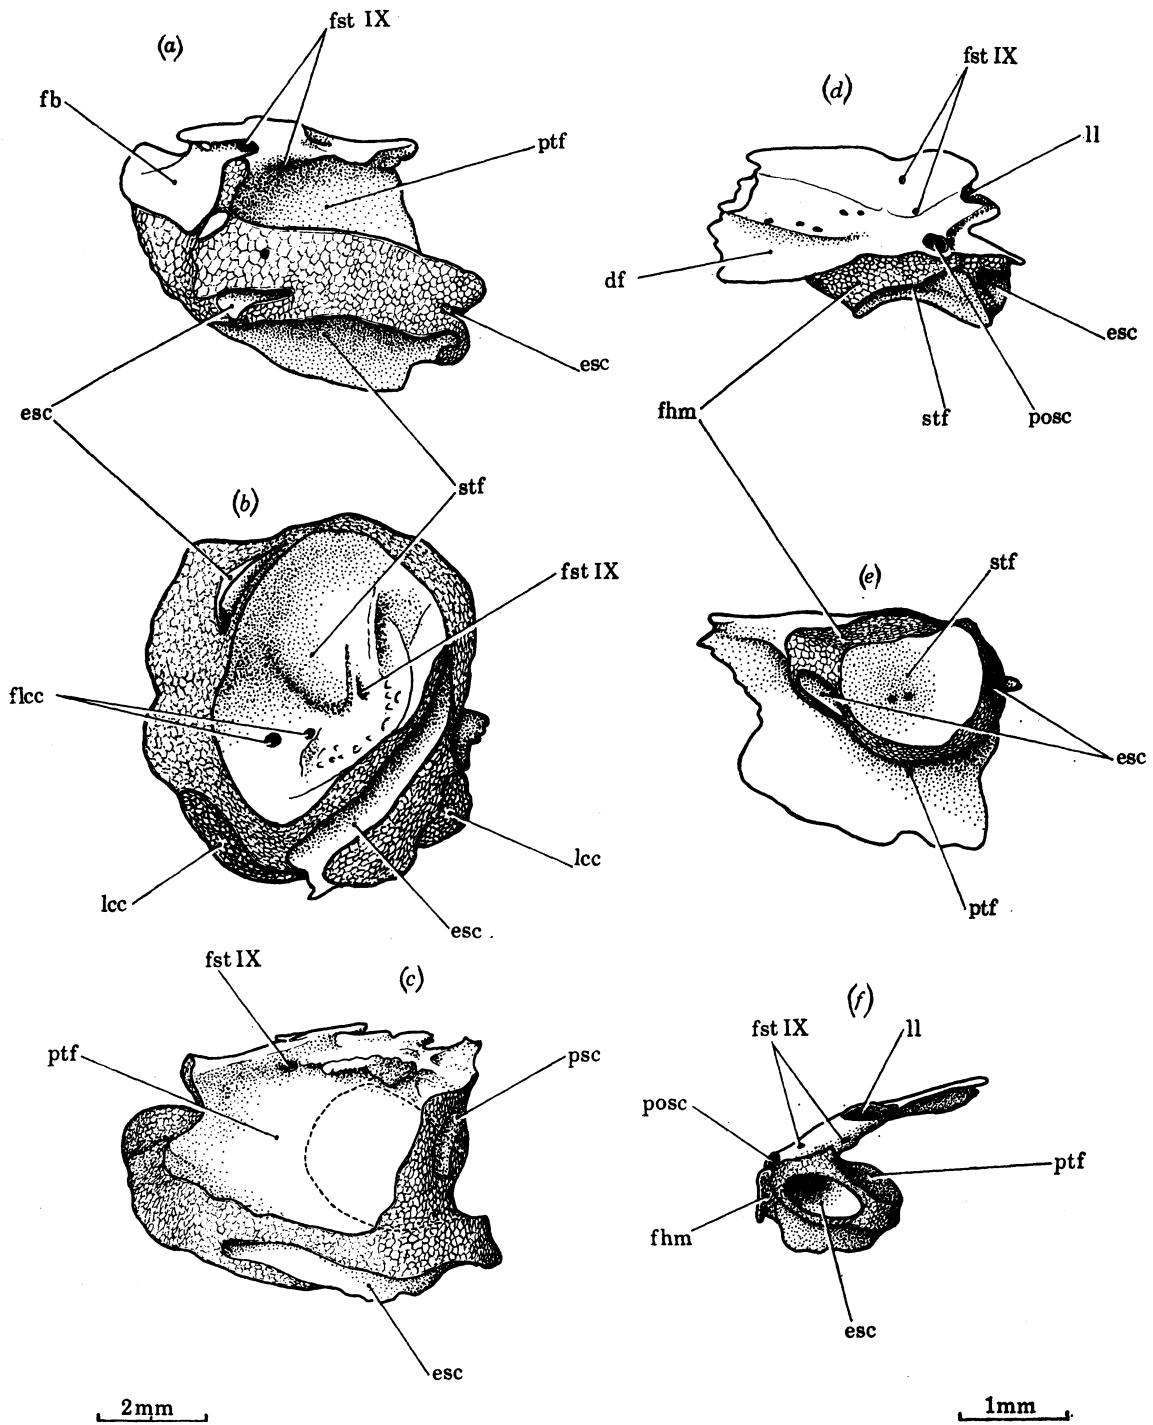 (a)
fst IX
fb
ptf
esc
esc
stf
(b)
fst IX
flcc
lcc
lcc
esc
fst IX
(c)
ptf
psc
esc
2mm
(d)
fst IX
ll
df
esc
fhm
stf
posc
(e)
stf
esc
ptf
(f)
fst IX
ll
posc
ptf
fhm
esc
1mm